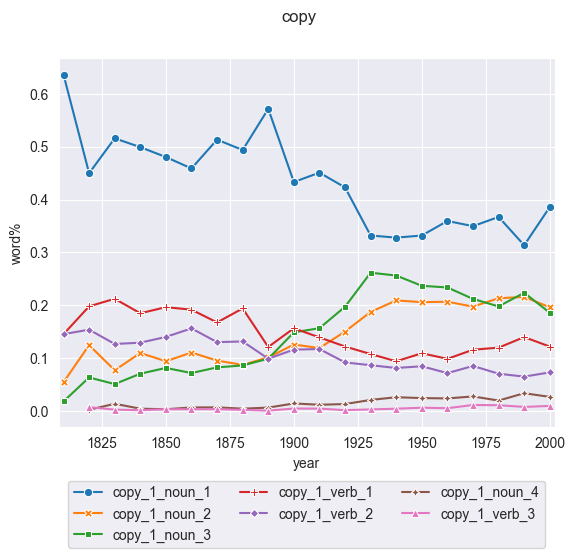 copy
0.6
0.5
0.4
0.3
0.2
0.1
0.0
word%
1825 1850 1875 1900 1925 1950 1975 2000
year
copy_1_noun_1 copy_1_verb_1 copy_1_noun_4
copy_1_noun_2 copy_1_verb_2 copy_1_verb_3
copy_1_noun_3